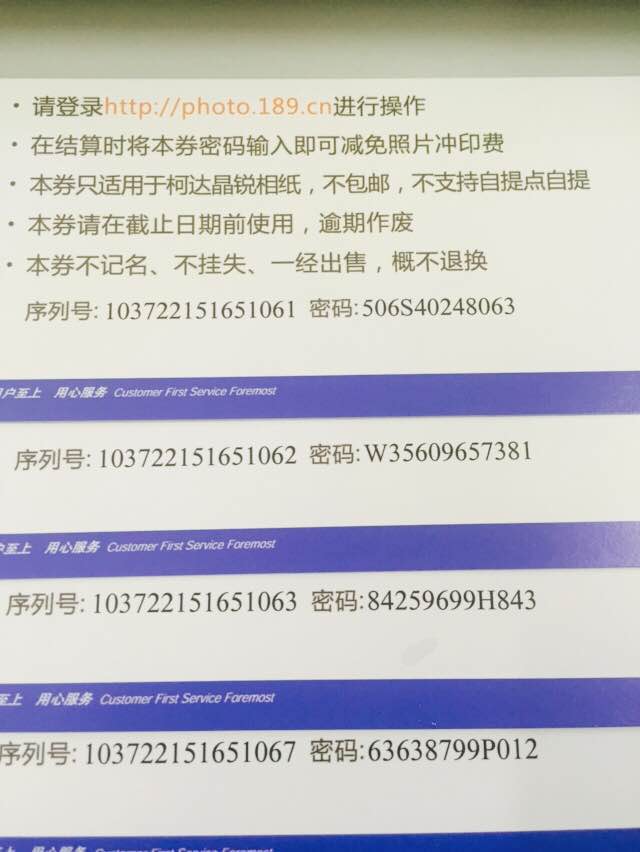 • 请登录http://photo.189.cn进行操作
• 在结算时将本券密码输入即可减免照片冲印费
• 本券只适用于柯达晶锐相纸，不包邮，不支持自提点自提
• 本券请在截止日期前使用，逾期作废
• 本券不记名、不挂失、一经出售，概不退换
序列号: 103722151651061 密码:506S40248063
户至上 用心服务 Customer First Service Foremost
序列号: 103722151651062 密码:W35609657381
户至上 用心服务 Customer First Service Foremost
序列号: 103722151651063 密码:84259699H843
至上 用心服务 Customer First Service Foremost
序列号: 103722151651067 密码:63638799P012
上 用心服务 Customer First Service Foremost